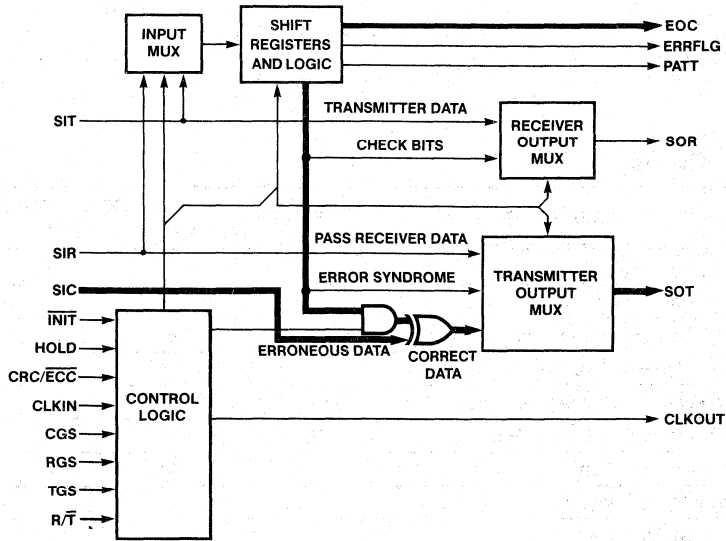 INPUT
MUX
SHIFT
REGISTERS
AND LOGIC
EOC
ERRFLG
PATT
SIT
TRANSMITTER DATA
CHECK BITS
RECEIVER
OUTPUT
MUX
SOR
SIR
PASS RECEIVER DATA
SIC
ERROR SYNDROME
TRANSMITTER
OUTPUT
MUX
SOT
I̅N̅I̅T̅
HOLD
CRC/E̅C̅C̅
CLKIN
CGS
RGS
TGS
R/T̅
CONTROL
LOGIC
ERRONEOUS DATA
CORRECT
DATA
CLKOUT